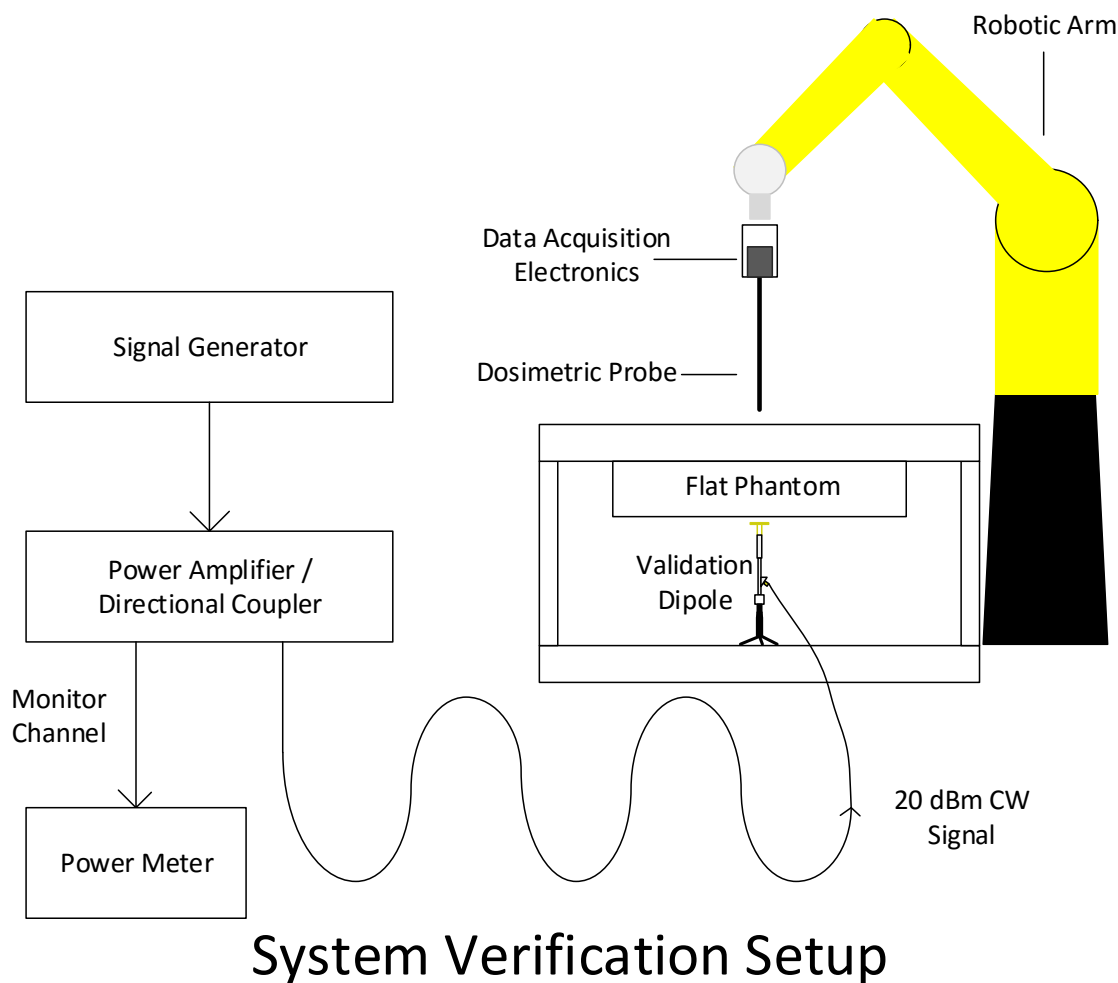 Robotic Arm
Data Acquisition
Electronics
Signal Generator
Dosimetric Probe
Flat Phantom
Power Amplifier /
Directional Coupler
Validation
Dipole
Monitor
Channel
20 dBm CW
Signal
Power Meter
System Verification Setup